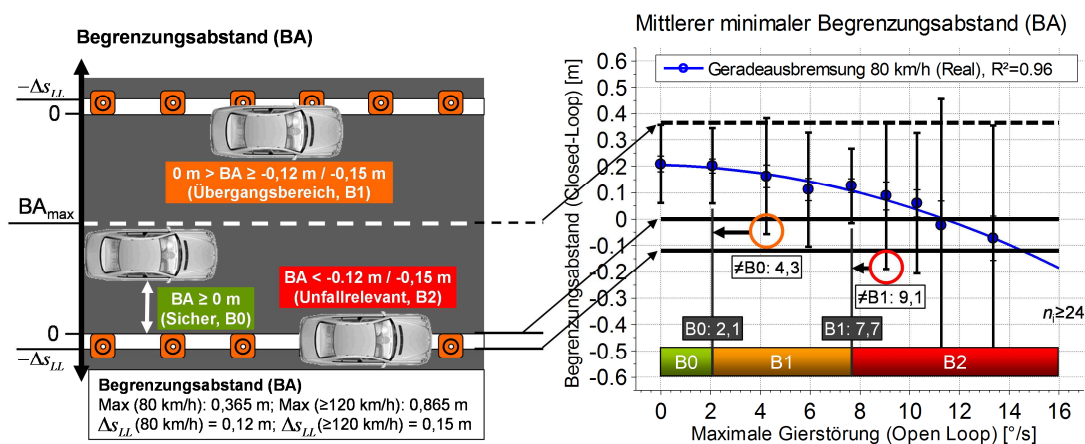 Begrenzungsabstand (BA)
−Δs_LL
0
0 m > BA ≥ -0,12 m / -0,15 m
(Übergangsbereich, B1)
BA_max
BA ≥ 0 m
(Sicher, B0)
BA < -0.12 m / -0,15 m
(Unfallrelevant, B2)
0
−Δs_LL
Begrenzungsabstand (BA)
Max (80 km/h): 0,365 m; Max (≥120 km/h): 0,865 m
Δs_LL (80 km/h) = 0,12 m; Δs_LL (≥120 km/h) = 0,15 m
Mittlerer minimaler Begrenzungsabstand (BA)
Begrenzungsabstand (Closed-Loop) [m]
Geradeausbremsung 80 km/h (Real), R²=0.96
0.6
0.5
0.4
0.3
0.2
0.1
0
-0.1
-0.2
-0.3
-0.4
-0.5
-0.6
≠B0: 4,3
≠B1: 9,1
n_i≥24
B0: 2,1
B1: 7,7
B0
B1
B2
0 2 4 6 8 10 12 14 16
Maximale Gierstörung (Open Loop) [°/s]